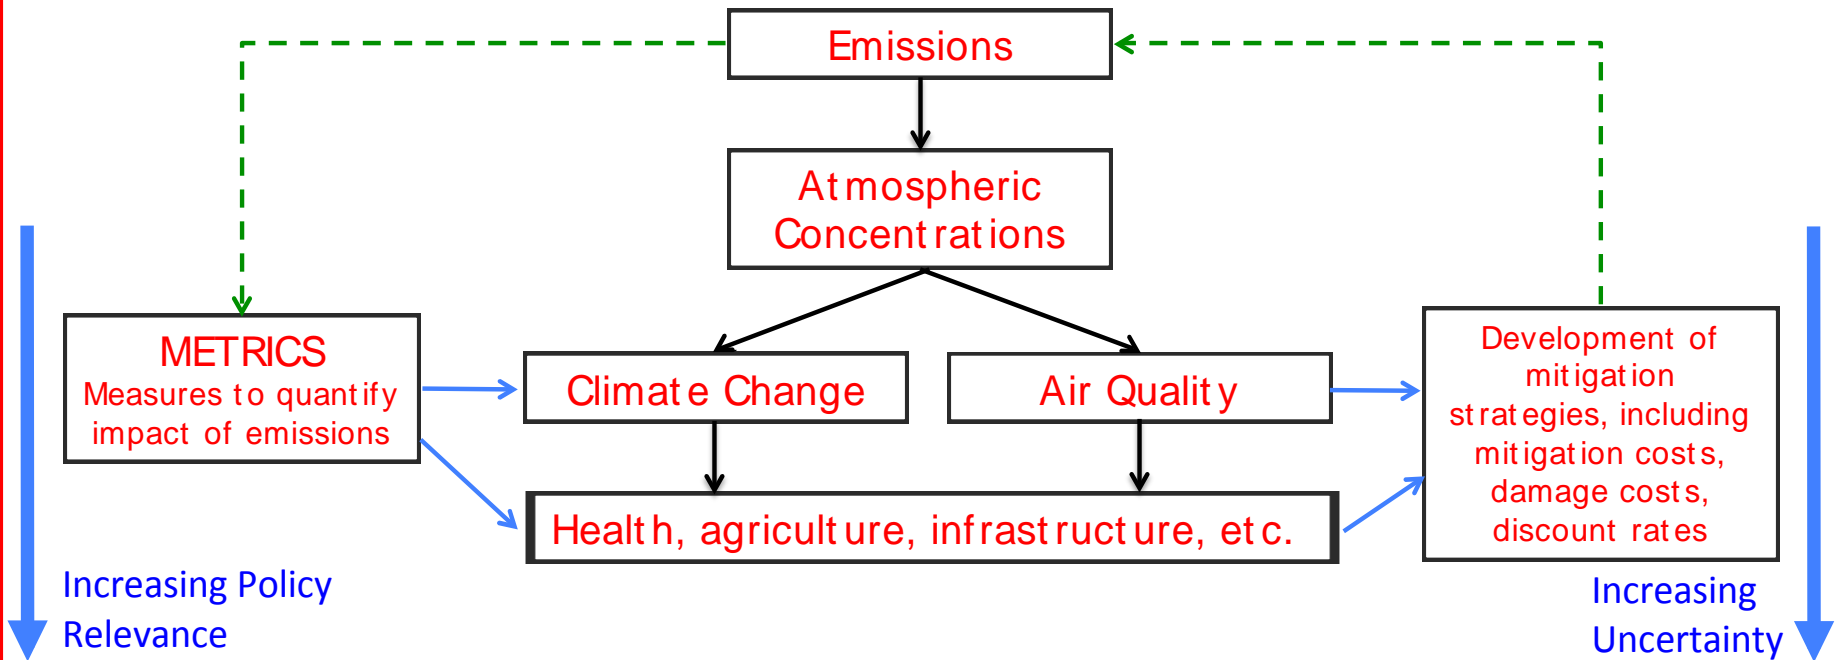 Emissions
Atmospheric
Concentrations
METRICS
Measures to quantify
impact of emissions
Climate Change
Air Quality
Development of
mitigation
strategies, including
mitigation costs,
damage costs,
discount rates
Health, agriculture, infrastructure, etc.
Increasing Policy
Relevance
Increasing
Uncertainty